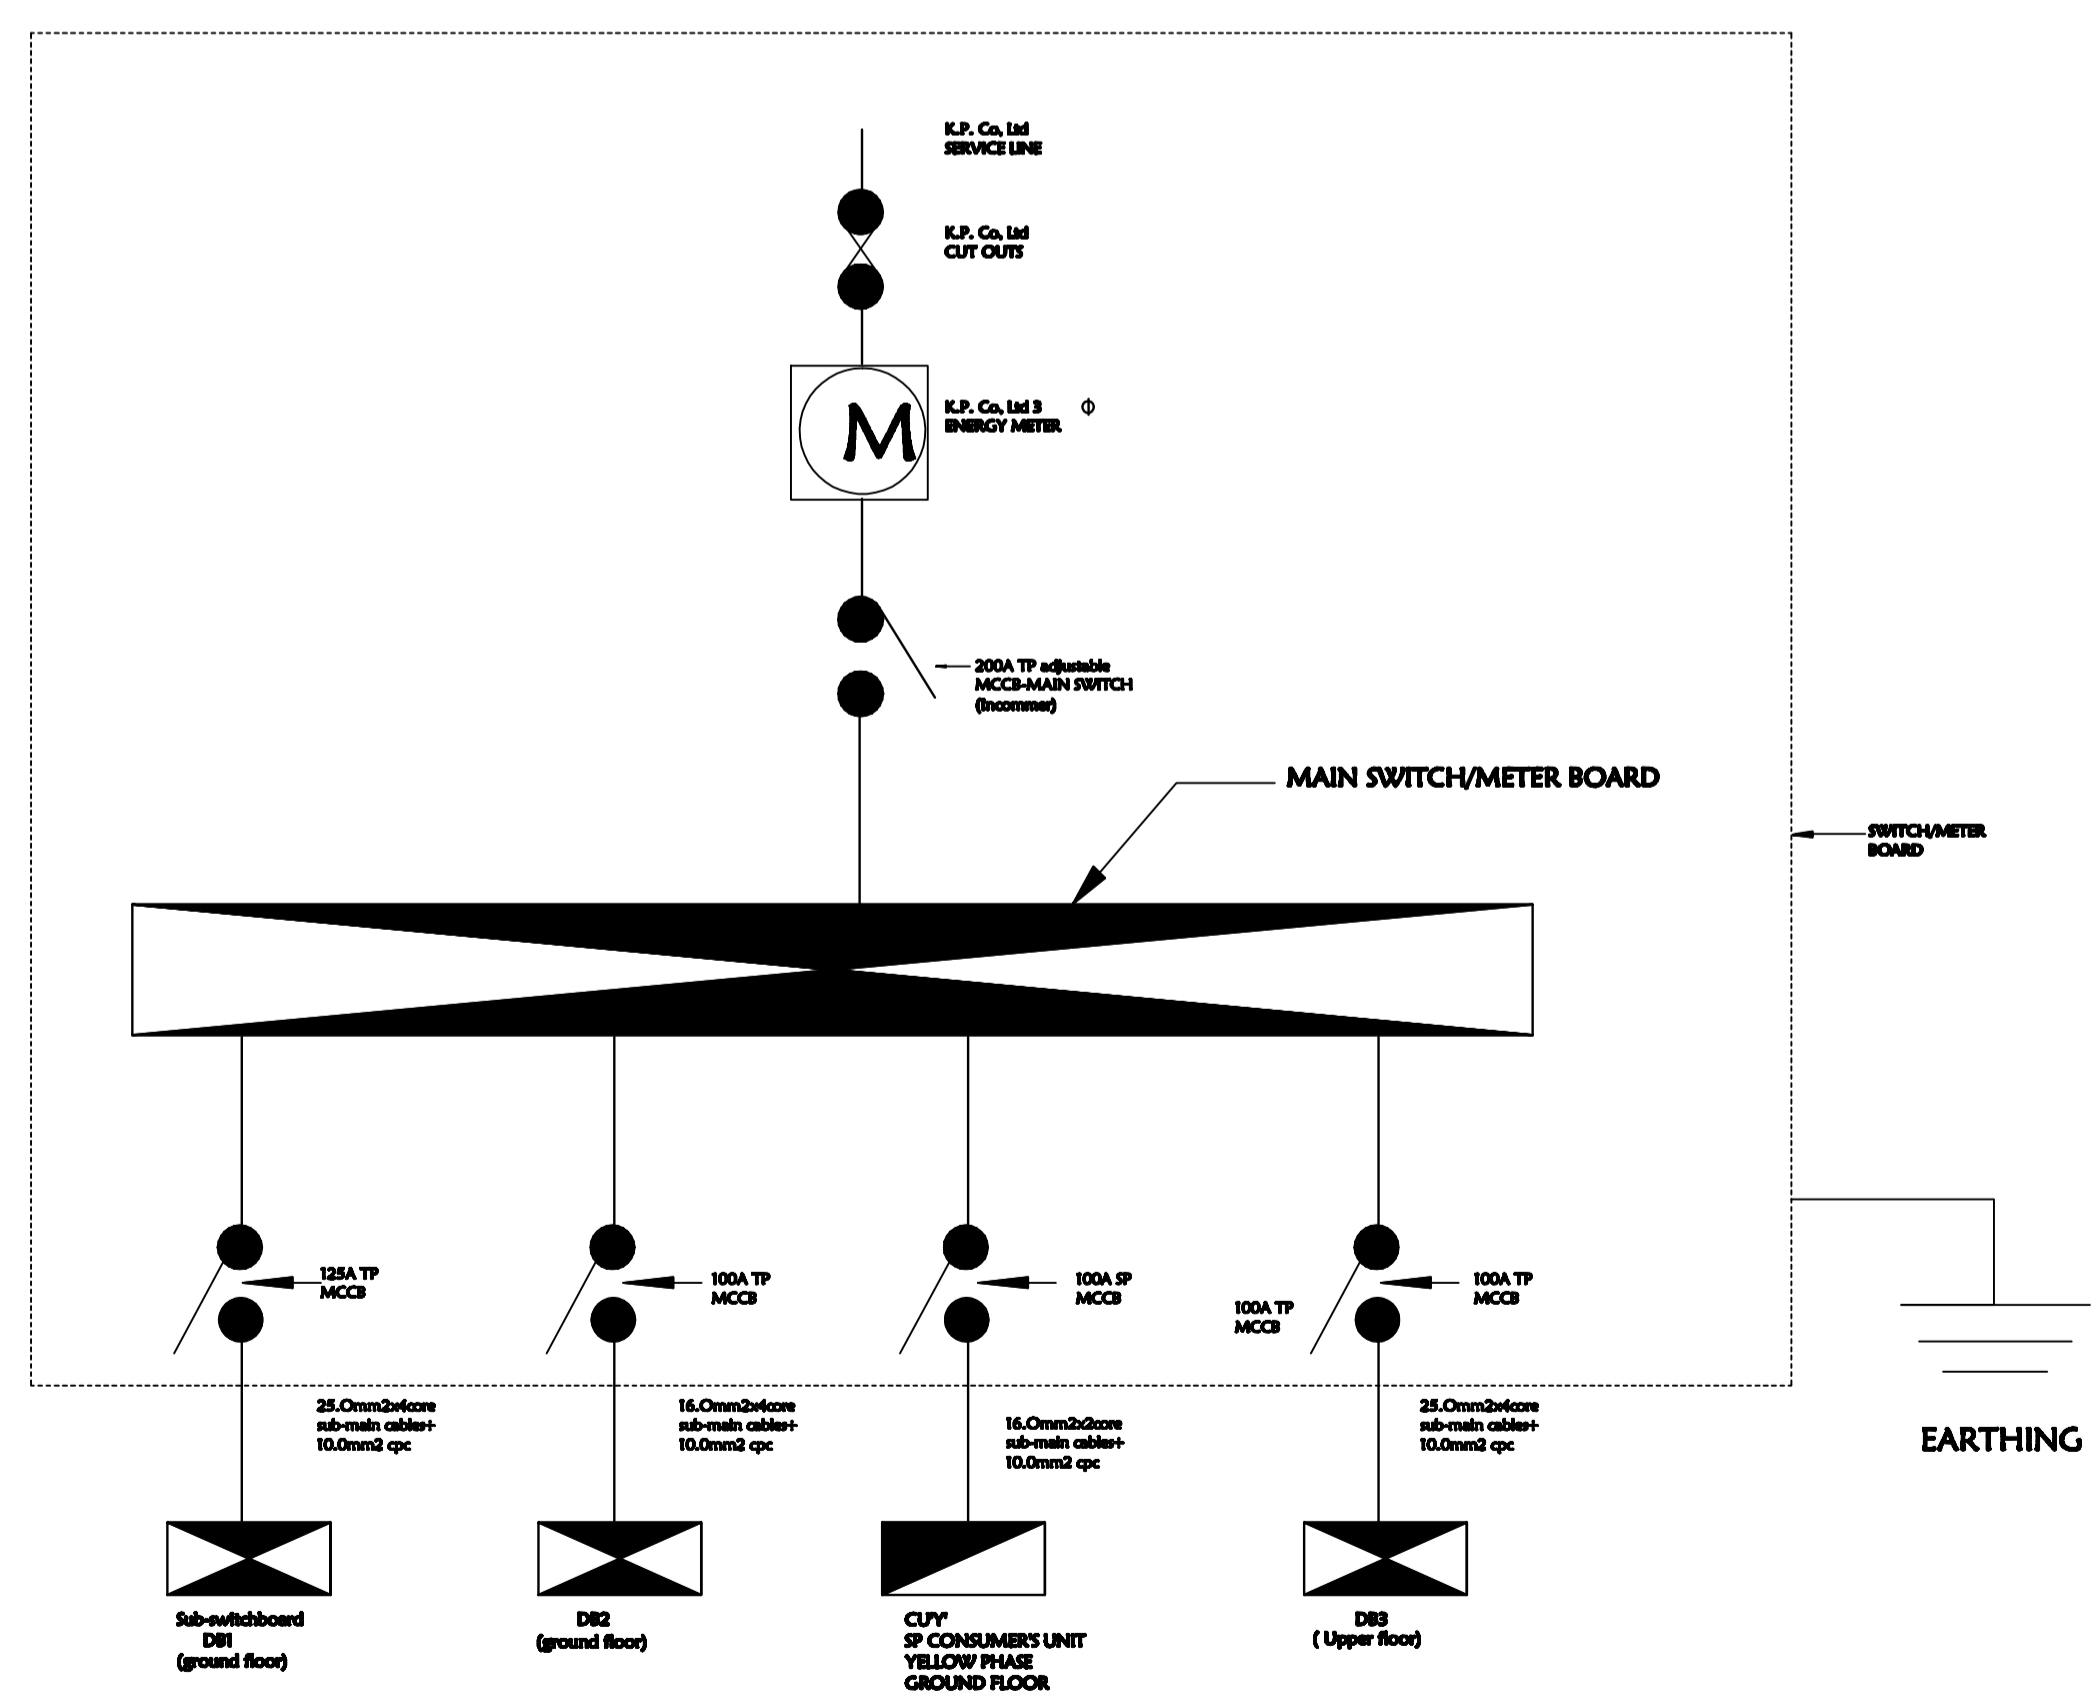 K.P. Co, Ltd
SERVICE LINE
K.P. Co, Ltd
CUT OUTS
K.P. Co, Ltd 3 Φ
ENERGY METER
M
200A TP adjustable
MCCB-MAIN SWITCH
(Incommer)
MAIN SWITCH/METER BOARD
SWITCH/METER
BOARD
125A TP
MCCB
100A TP
MCCB
100A SP
MCCB
100A TP
MCCB
100A TP
MCCB
25.0mm2x4core
sub-main cables+
10.0mm2 cpc
16.0mm2x4core
sub-main cables+
10.0mm2 cpc
16.0mm2x2core
sub-main cables+
10.0mm2 cpc
25.0mm2x4core
sub-main cables+
10.0mm2 cpc
EARTHING
Sub-switchboard
DB1
(ground floor)
DB2
(ground floor)
CU'Y'
SP CONSUMER'S UNIT
YELLOW PHASE
GROUND FLOOR
DB3
( Upper floor)